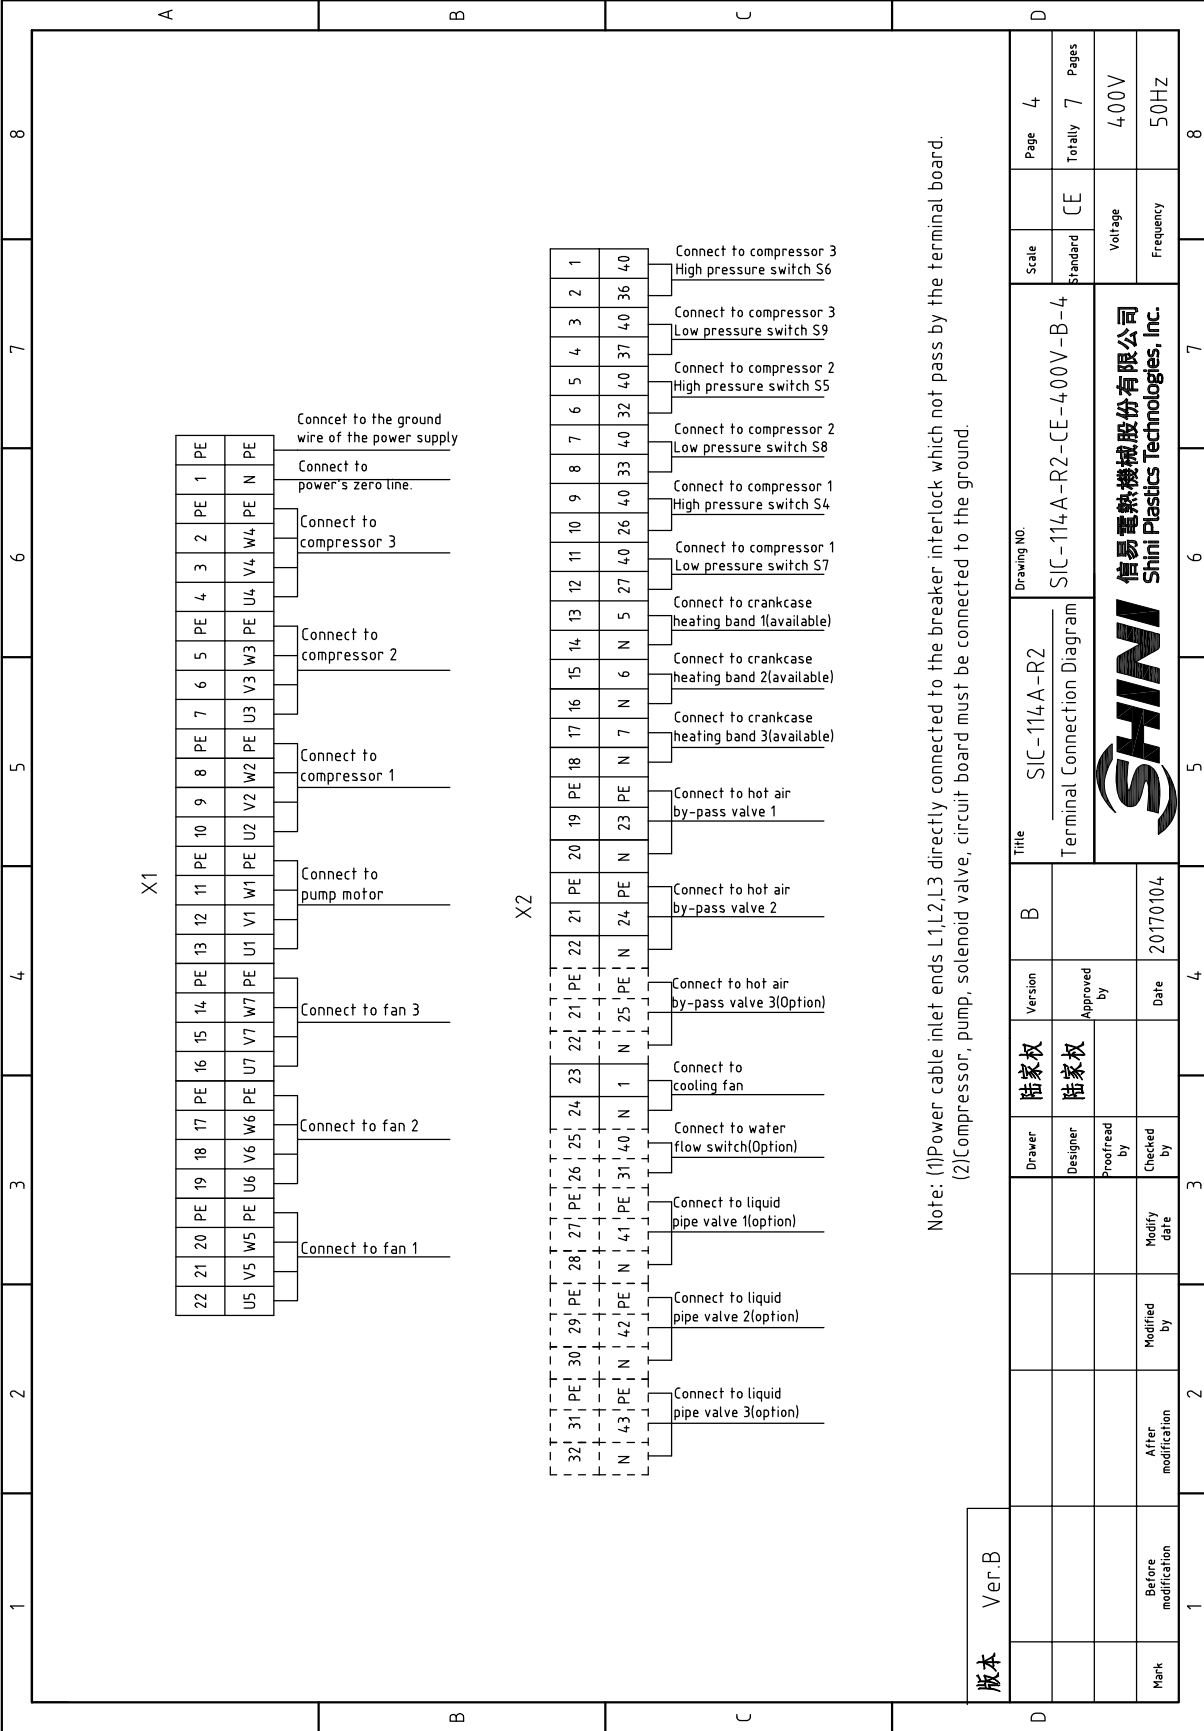 1 2 3 4 5 6 7 8
A
B
C
D
X1
22 21 20 PE 19 18 17 PE 16 15 14 PE 13 12 11 PE 10 9 8 PE 7 6 5 PE 4 3 2 PE 1 PE
U5 V5 W5 PE U6 V6 W6 PE U7 V7 W7 PE U1 V1 W1 PE U2 V2 W2 PE U3 V3 W3 PE U4 V4 W4 PE N PE
Connect to fan 1
Connect to fan 2
Connect to fan 3
Connect to
pump motor
Connect to
compressor 1
Connect to
compressor 2
Connect to
compressor 3
Connect to
power's zero line.
Conncet to the ground
wire of the power supply
X2
32 31 PE 30 29 PE 28 27 PE 26 25 24 23 22 21 PE 22 21 PE 20 19 PE 18 17 16 15 14 13 12 11 10 9 8 7 6 5 4 3 2 1
N 43 PE N 42 PE N 41 PE 31 40 N 1 N 25 PE N 24 PE N 23 PE N 7 N 6 N 5 27 40 26 40 33 40 32 40 37 40 36 40
Connect to liquid
pipe valve 3(option)
Connect to liquid
pipe valve 2(option)
Connect to liquid
pipe valve 1(option)
Connect to water
flow switch(Option)
Connect to
cooling fan
Connect to hot air
by-pass valve 3(Option)
Connect to hot air
by-pass valve 2
Connect to hot air
by-pass valve 1
Connect to crankcase
heating band 3(available)
Connect to crankcase
heating band 2(available)
Connect to crankcase
heating band 1(available)
Connect to compressor 1
Low pressure switch S7
Connect to compressor 1
High pressure switch S4
Connect to compressor 2
Low pressure switch S8
Connect to compressor 2
High pressure switch S5
Connect to compressor 3
Low pressure switch S9
Connect to compressor 3
High pressure switch S6
Note: (1)Power cable inlet ends L1,L2,L3 directly connected to the breaker interlock which not pass by the terminal board.
(2)Compressor, pump, solenoid valve, circuit board must be connected to the ground.
版本 Ver.B
Mark
Before
modification
After
modification
Modified
by
Modify
date
Drawer 陆家权
Designer 陆家权
Proofread
by
Checked
by
Version B
Approved
by
Date 20170104
Title
SIC-114A-R2
Terminal Connection Diagram
Drawing NO.
SIC-114A-R2-CE-400V-B-4
SHINI
信易電熱機械股份有限公司
Shini Plastics Technologies, Inc.
Scale
Page 4
Standard CE
Totally 7 Pages
Voltage 400V
Frequency 50HZ
B
C
D
1 2 3 4 5 6 7 8